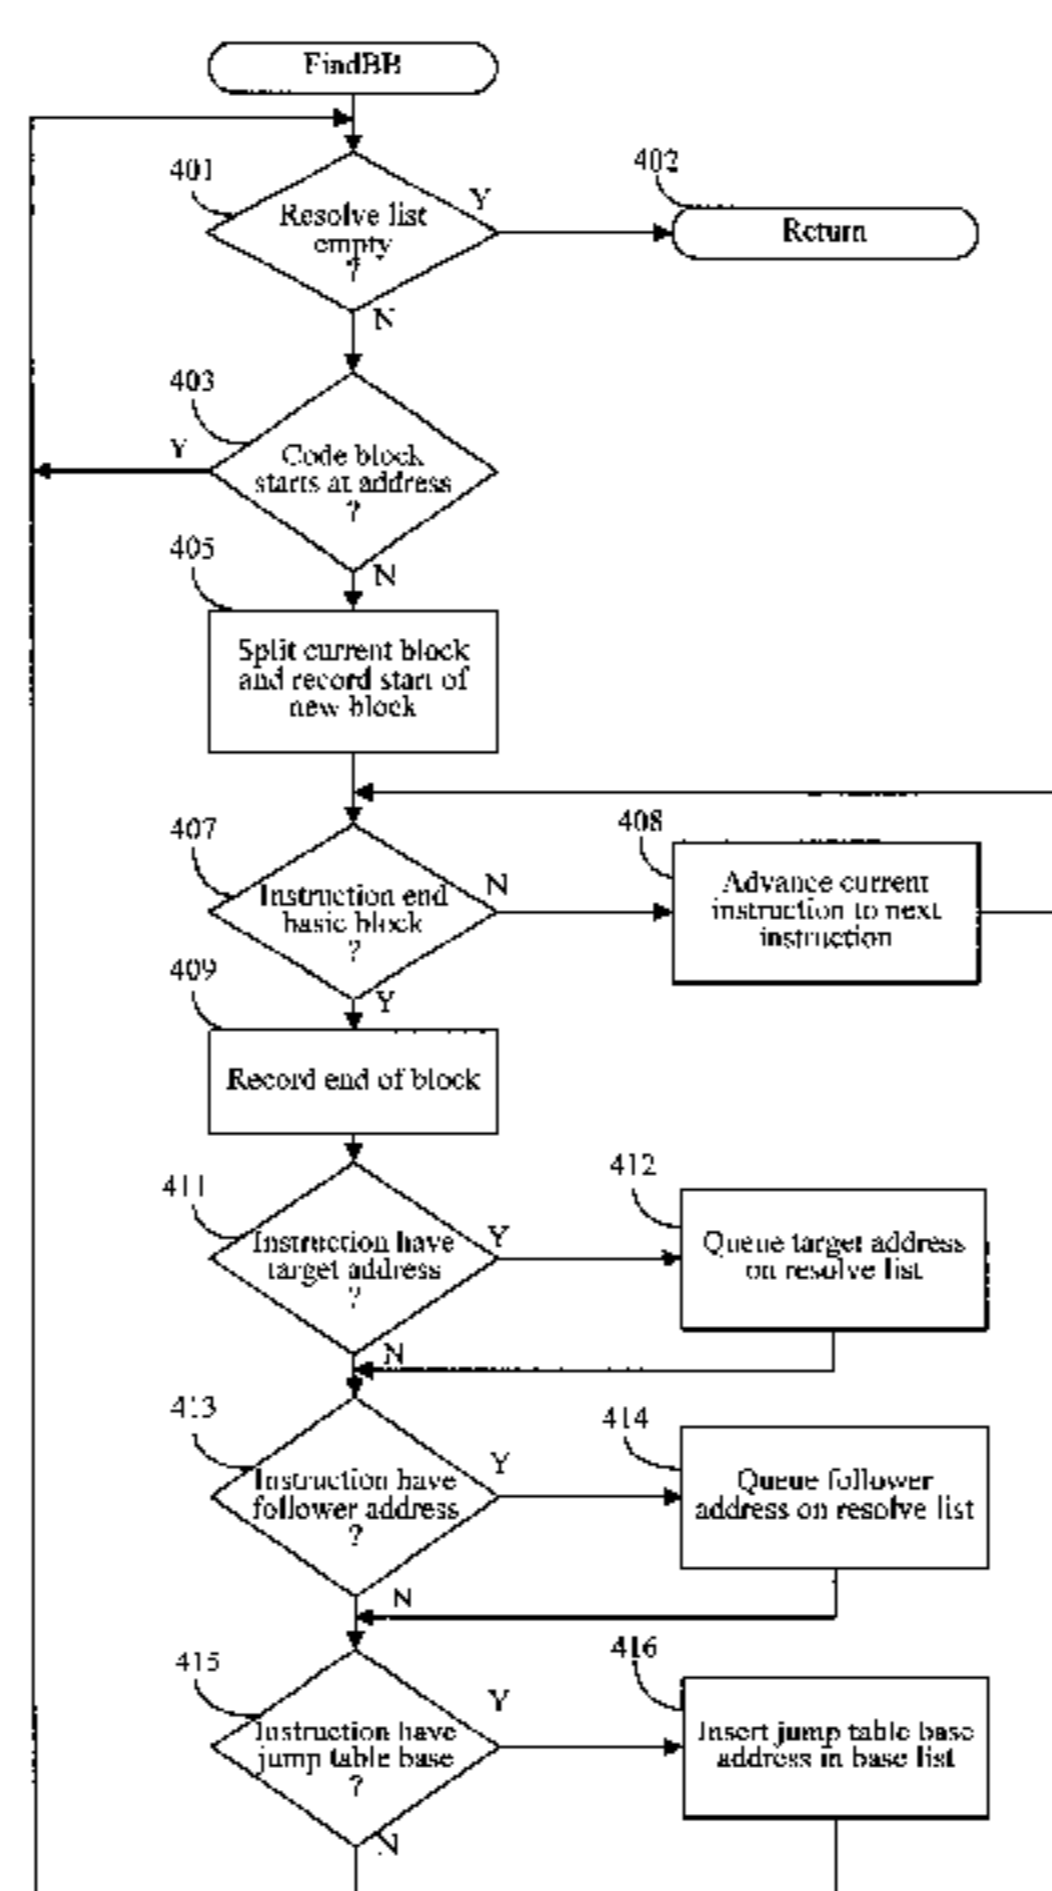 FindBB
401
Resolve list
empty
?
Y
402
Return
N
403
Y
Code block
starts at address
?
N
405
Split current block
and record start of
new block
407
Instruction end
basic block
?
N
408
Advance current
instruction to next
instruction
Y
409
Record end of block
411
Instruction have
target address
?
Y
412
Queue target address
on resolve list
N
413
Instruction have
follower address
?
Y
414
Queue follower
address on resolve list
N
415
Instruction have
jump table base
?
Y
416
Insert jump table base
address in base list
N